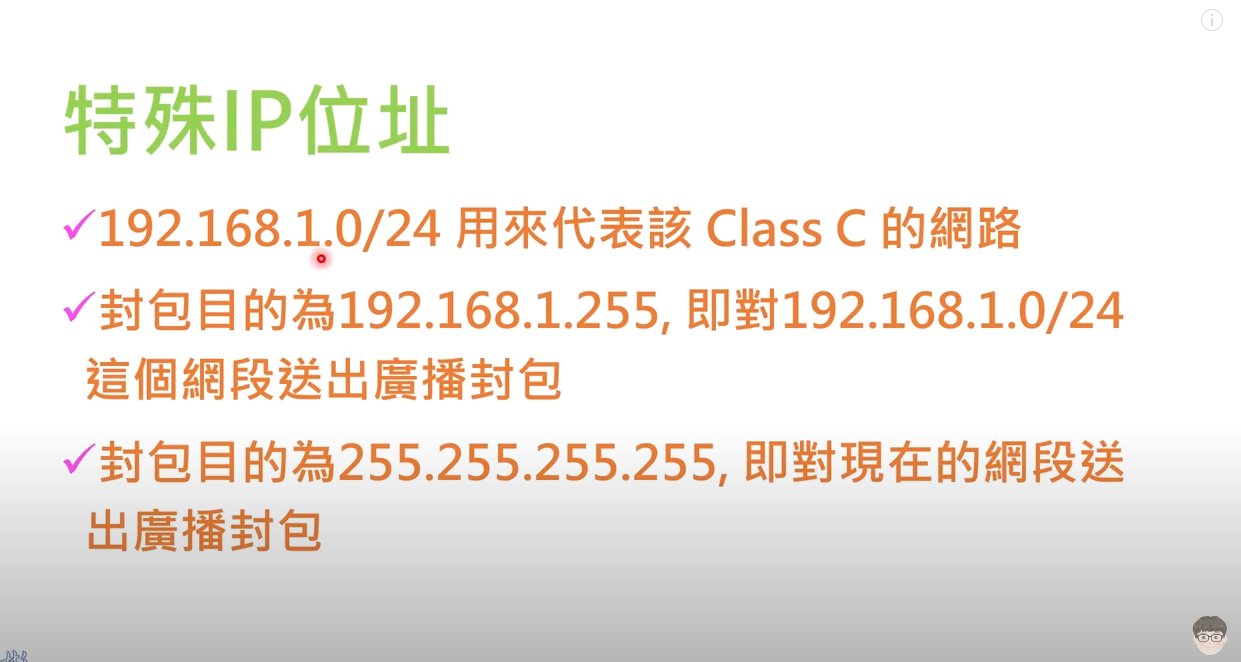 特殊IP位址
✓192.168.1.0/24 用來代表該 Class C 的網路
✓封包目的為192.168.1.255, 即對192.168.1.0/24
這個網段送出廣播封包
✓封包目的為255.255.255.255, 即對現在的網段送
出廣播封包